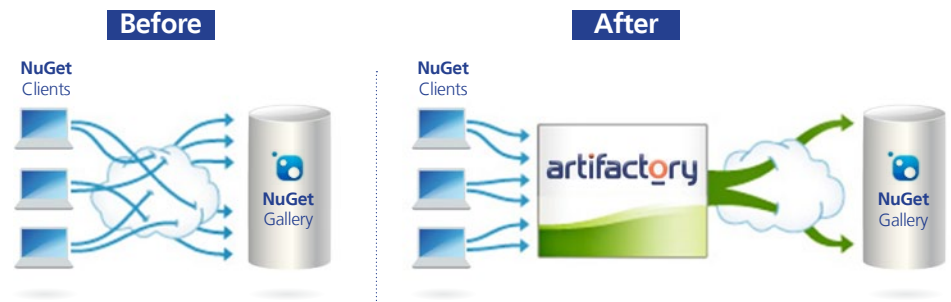 Before
NuGet
Clients
NuGet
Gallery
After
NuGet
Clients
artifactory
NuGet
Gallery